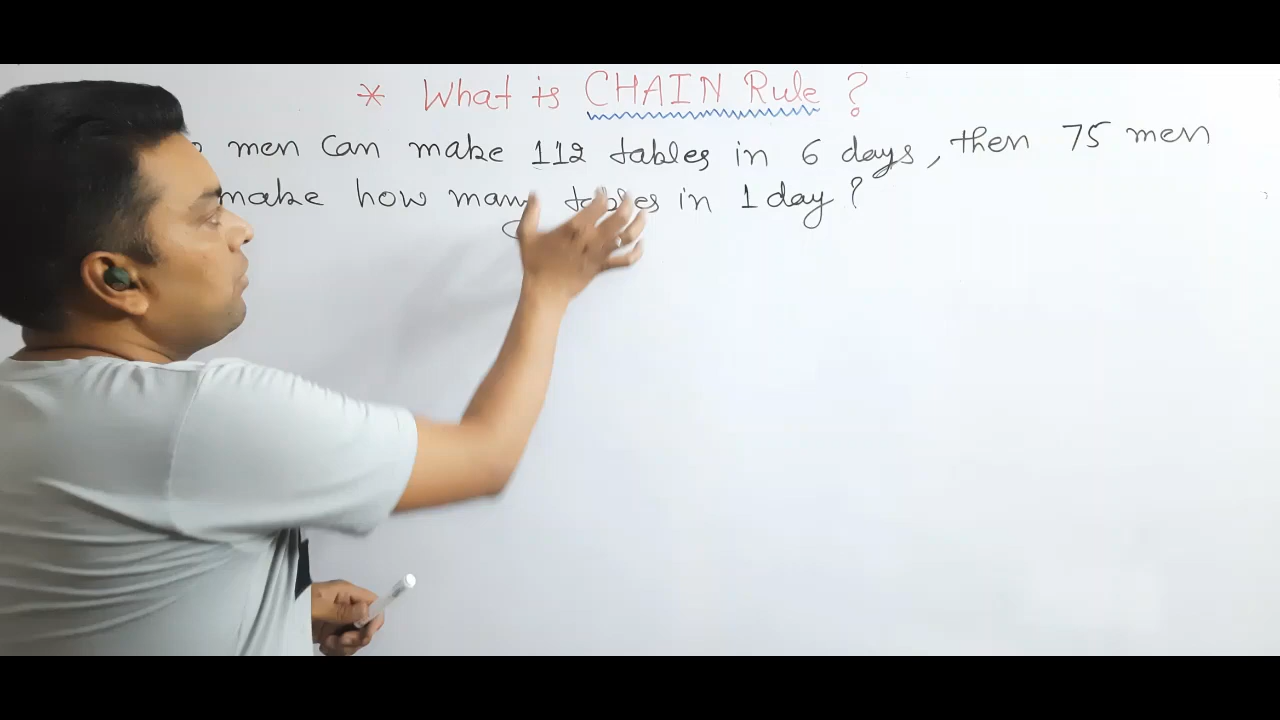 * What is CHAIN Rule ?
men can make 112 tables in 6 days, then 75 men
make how many tables in 1 day ?